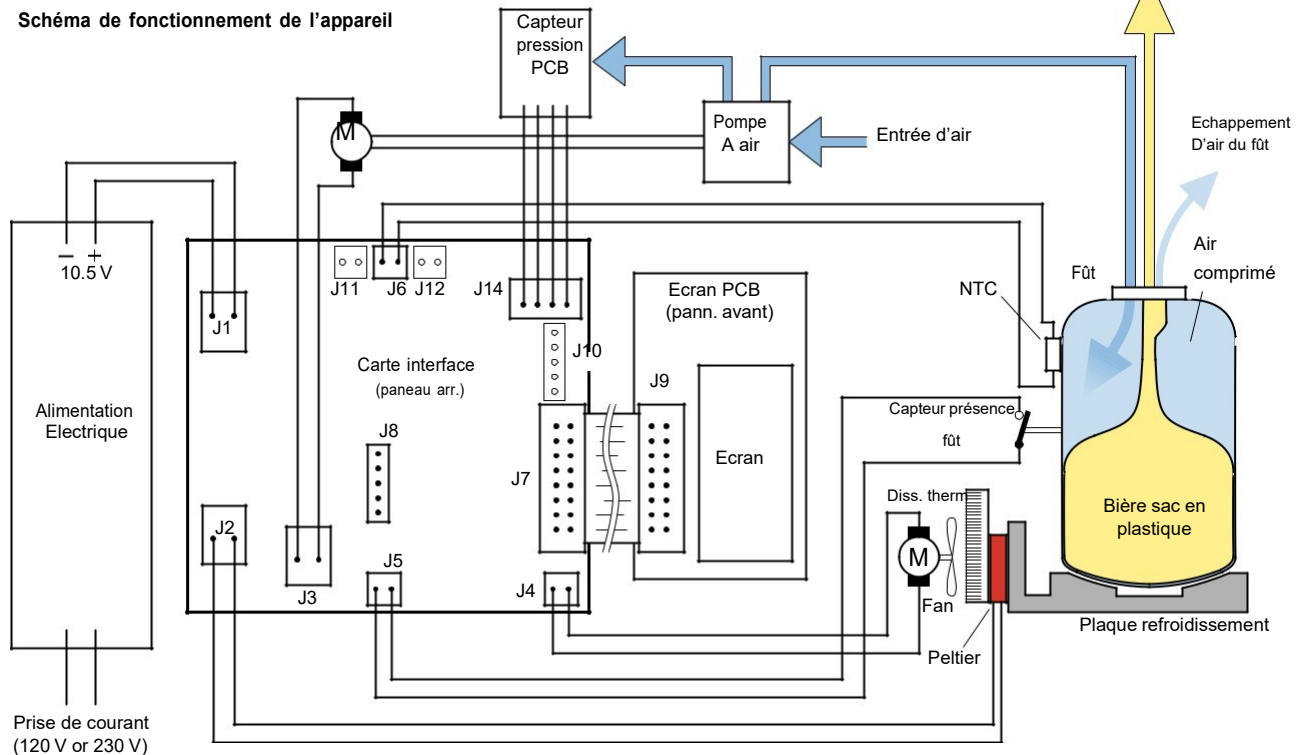 Schéma de fonctionnement de l'appareil
Capteur
pression
PCB
M
Pompe
A air
Entrée d'air
Echappement
D'air du fût
Air
comprimé
Fût
NTC
– +
10.5 V
J11
J6
J12
J14
J1
Ecran PCB
(pann. avant)
J10
Carte interface
(paneau arr.)
J9
Alimentation
Electrique
Capteur présence
fût
J8
Ecran
J7
Diss. therm
Bière sac en
plastique
J2
J5
M
J3
J4
Fan
Plaque refroidissement
Peltier
Prise de courant
(120 V or 230 V)